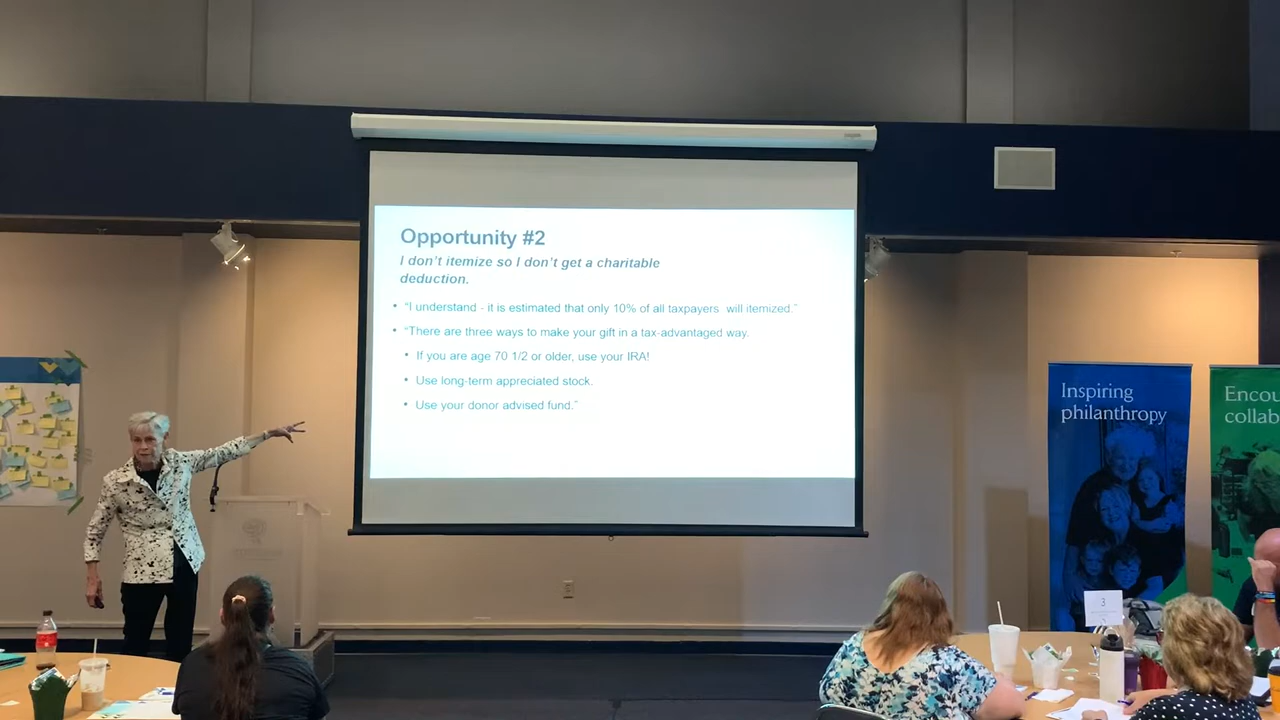 Opportunity #2
I don't itemize so I don't get a charitable
deduction.
• "I understand - it is estimated that only 10% of all taxpayers will itemized."
• "There are three ways to make your gift in a tax-advantaged way.
• If you are age 70 1/2 or older, use your IRA!
• Use long-term appreciated stock.
• Use your donor advised fund."
Inspiring
philanthropy
3